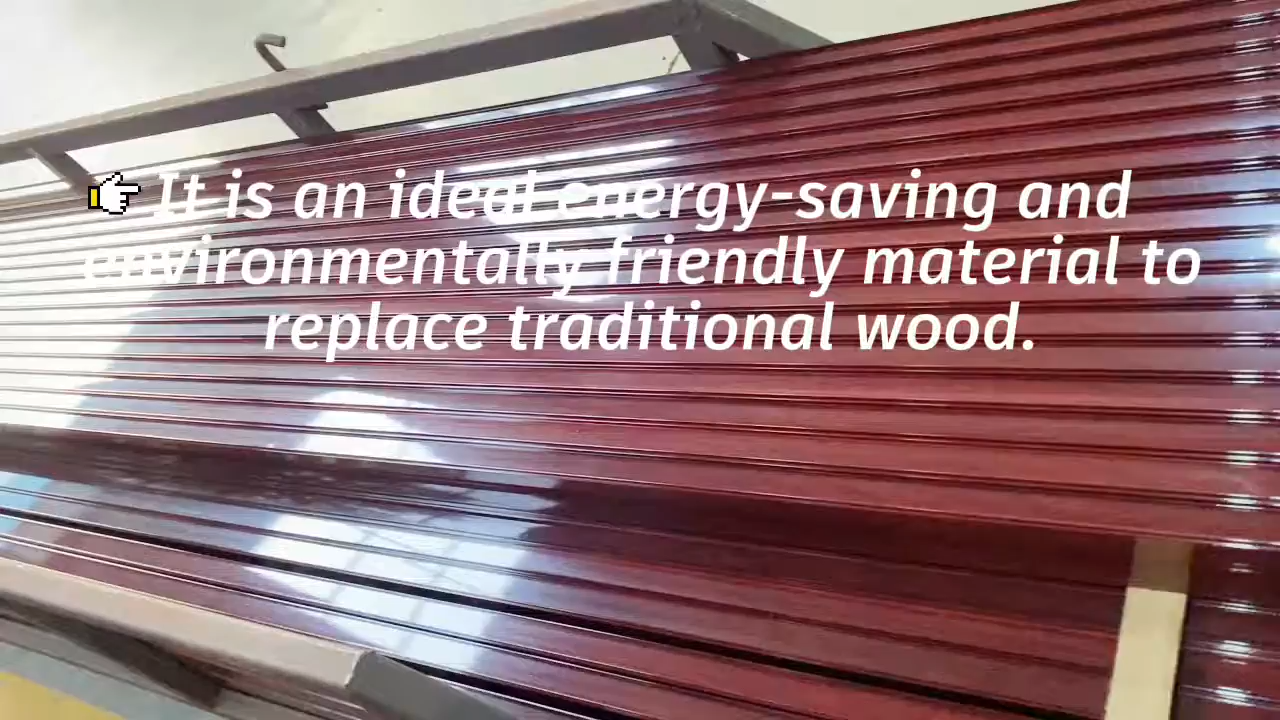 It is an ideal energy-saving and
environmentally friendly material to
replace traditional wood.